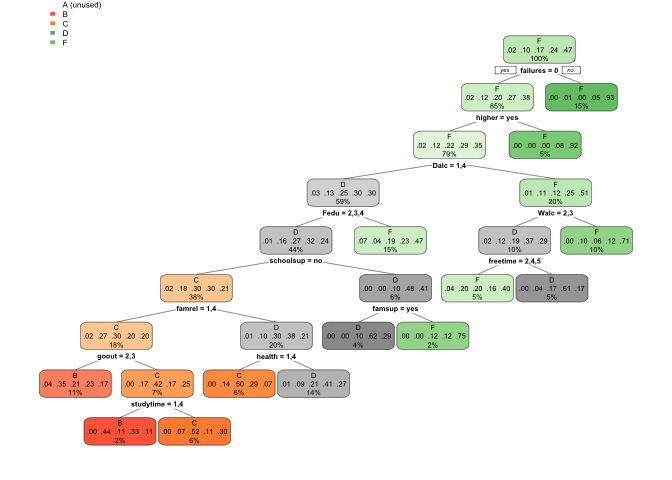 A (unused)
B
C
D
F
F
.02 .10 .17 .24 .47
100%
yes failures = 0 no
F
.02 .12 .20 .27 .38
85%
F
.00 .01 .00 .05 .93
15%
higher = yes
F
.02 .12 .22 .29 .35
79%
F
.00 .00 .00 .08 .92
5%
Dalc = 1,4
D
.03 .13 .25 .30 .30
59%
F
.01 .11 .12 .25 .51
20%
Fedu = 2,3,4
Walc = 2,3
D
.01 .16 .27 .32 .24
44%
F
.07 .04 .19 .23 .47
15%
D
.02 .12 .19 .37 .29
10%
F
.00 .10 .06 .12 .71
10%
schoolsup = no
freetime = 2,4,5
C
.02 .18 .30 .30 .21
38%
D
.00 .00 .10 .48 .41
6%
F
.04 .20 .20 .16 .40
5%
D
.00 .04 .17 .61 .17
5%
famrel = 1,4
famsup = yes
C
.02 .27 .30 .20 .20
18%
D
.01 .10 .30 .38 .21
20%
D
.00 .00 .10 .62 .29
4%
F
.00 .00 .12 .12 .75
2%
goout = 2,3
health = 1,4
B
.04 .35 .21 .23 .17
11%
C
.00 .17 .42 .17 .25
7%
C
.00 .14 .50 .29 .07
6%
D
.01 .09 .21 .41 .27
14%
studytime = 1,4
B
.00 .44 .11 .33 .11
2%
C
.00 .07 .52 .11 .30
6%